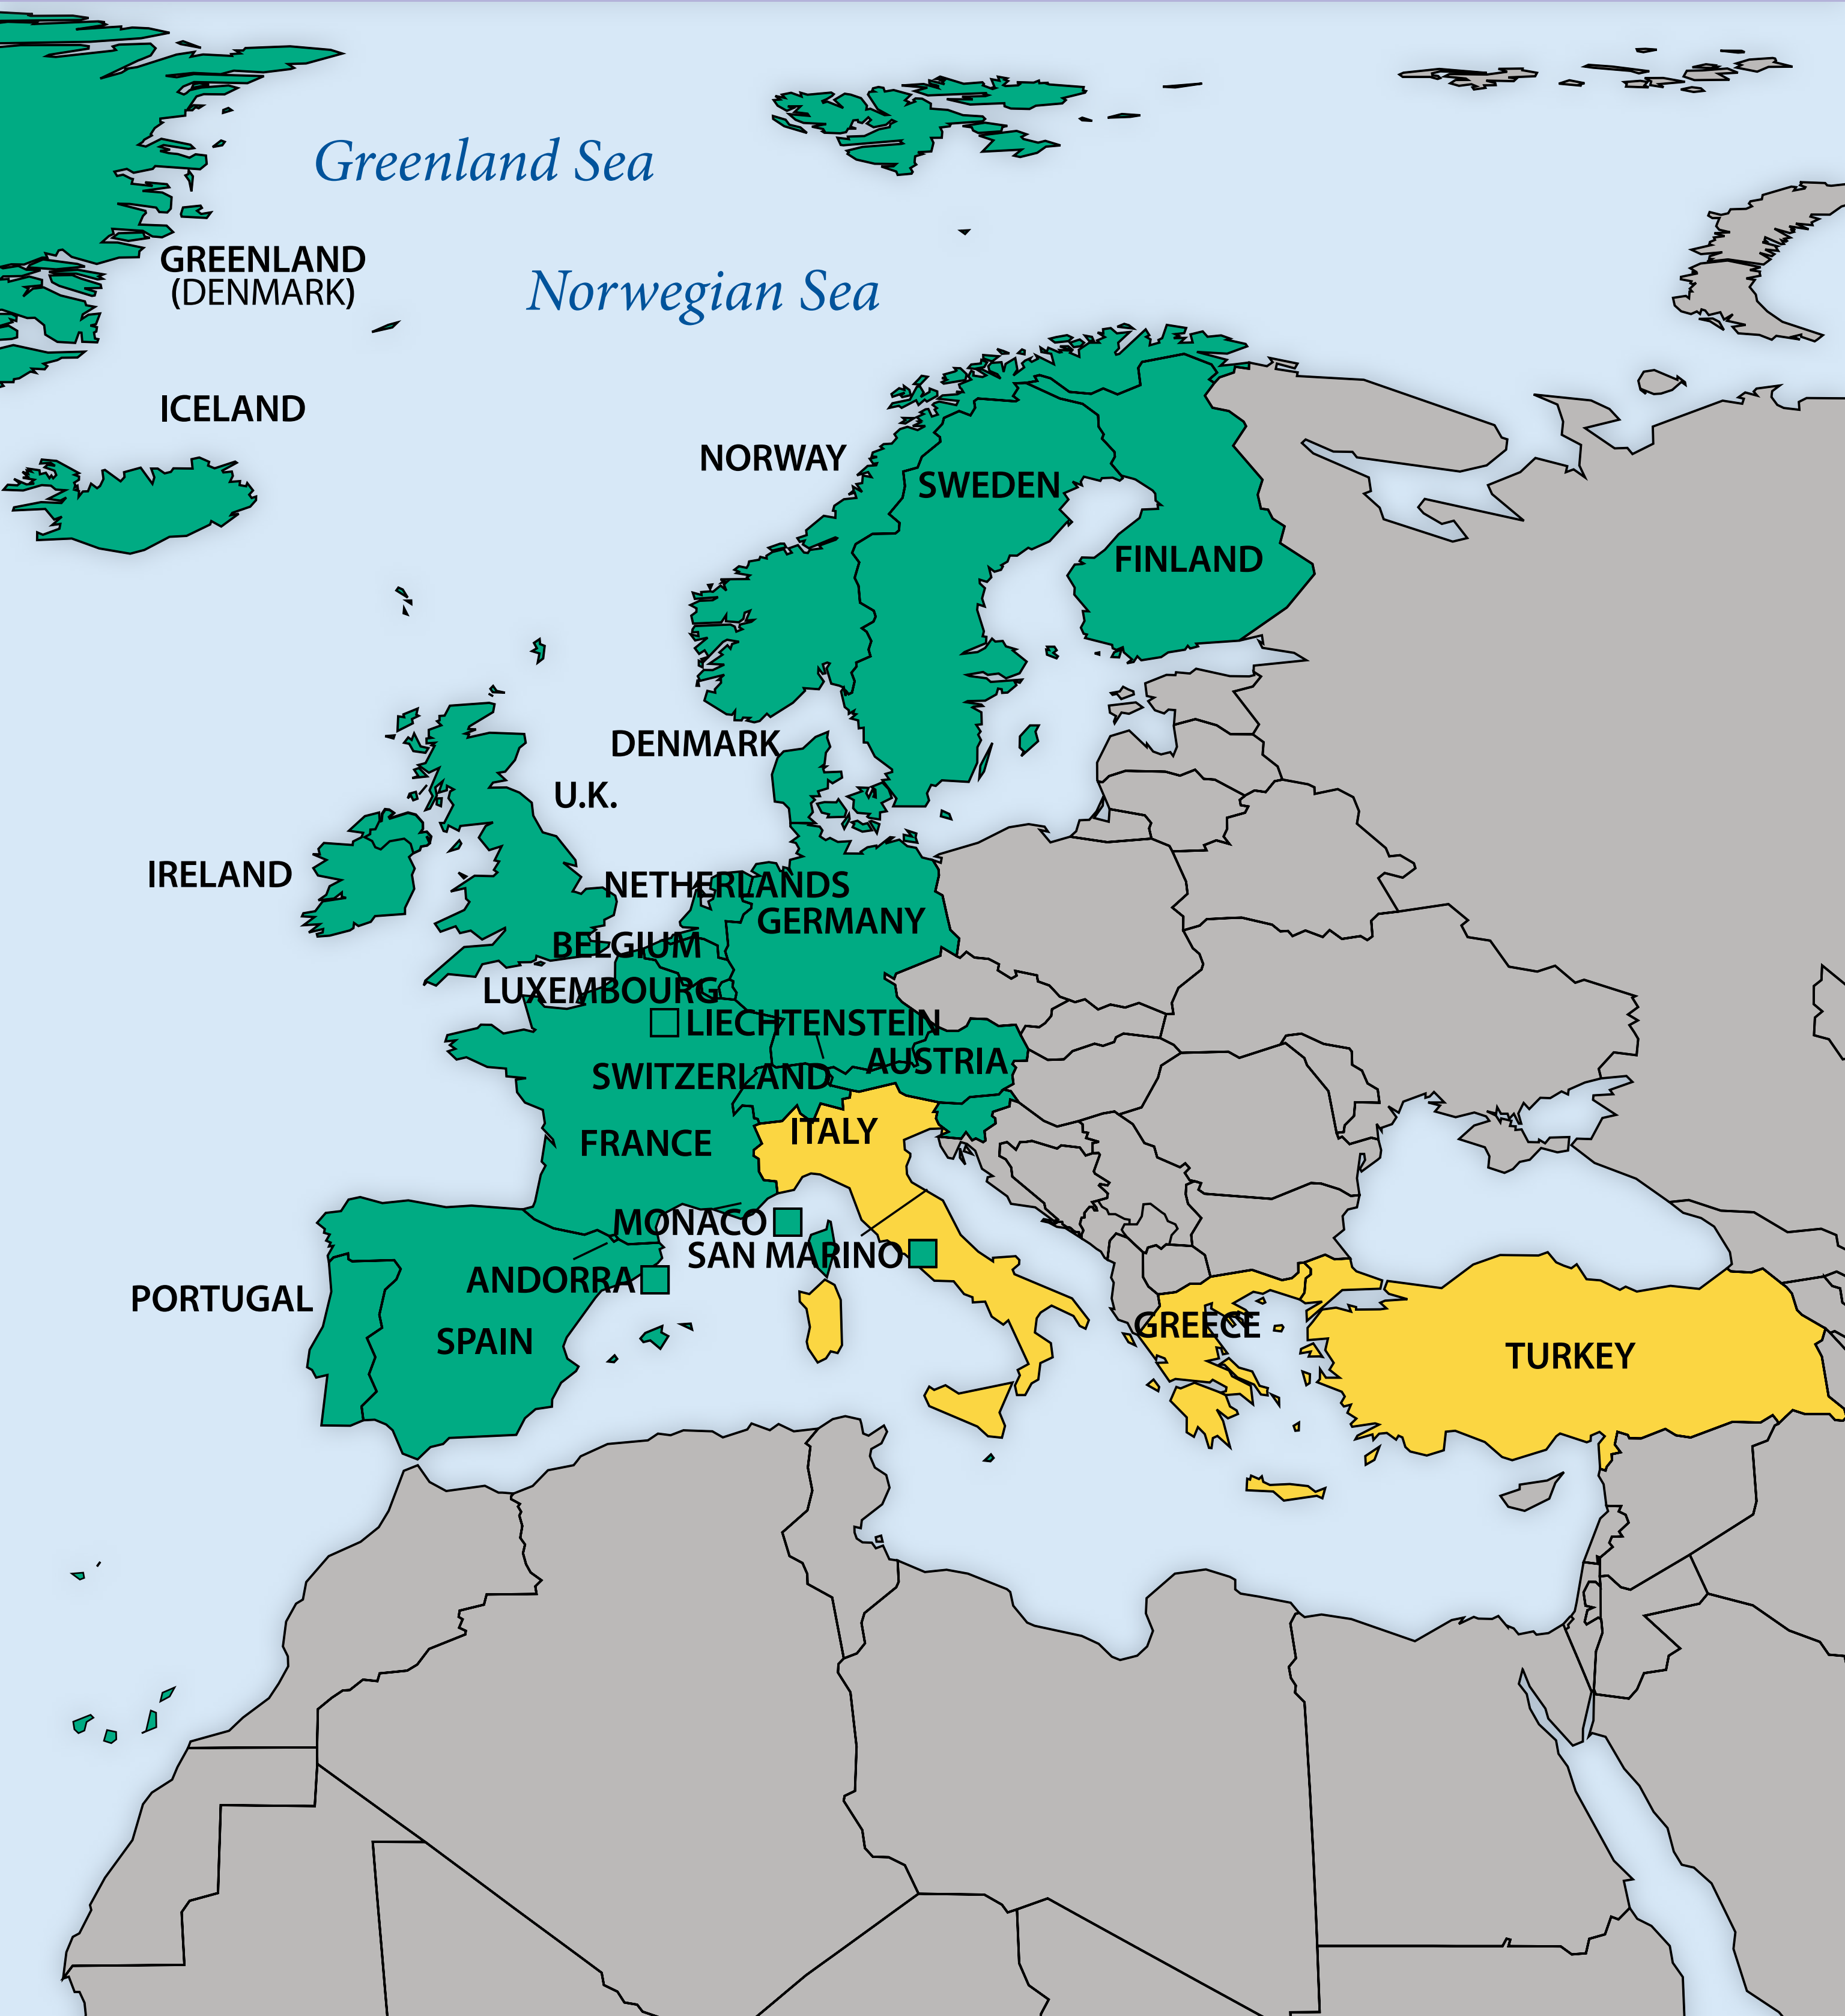 Greenland Sea
GREENLAND
(DENMARK)
Norwegian Sea
ICELAND
NORWAY
SWEDEN
FINLAND
DENMARK
U.K.
IRELAND
NETHERLANDS
GERMANY
BELGIUM
LUXEMBOURG
LIECHTENSTEIN
AUSTRIA
SWITZERLAND
ITALY
FRANCE
MONACO
SAN MARINO
ANDORRA
PORTUGAL
SPAIN
GREECE
TURKEY